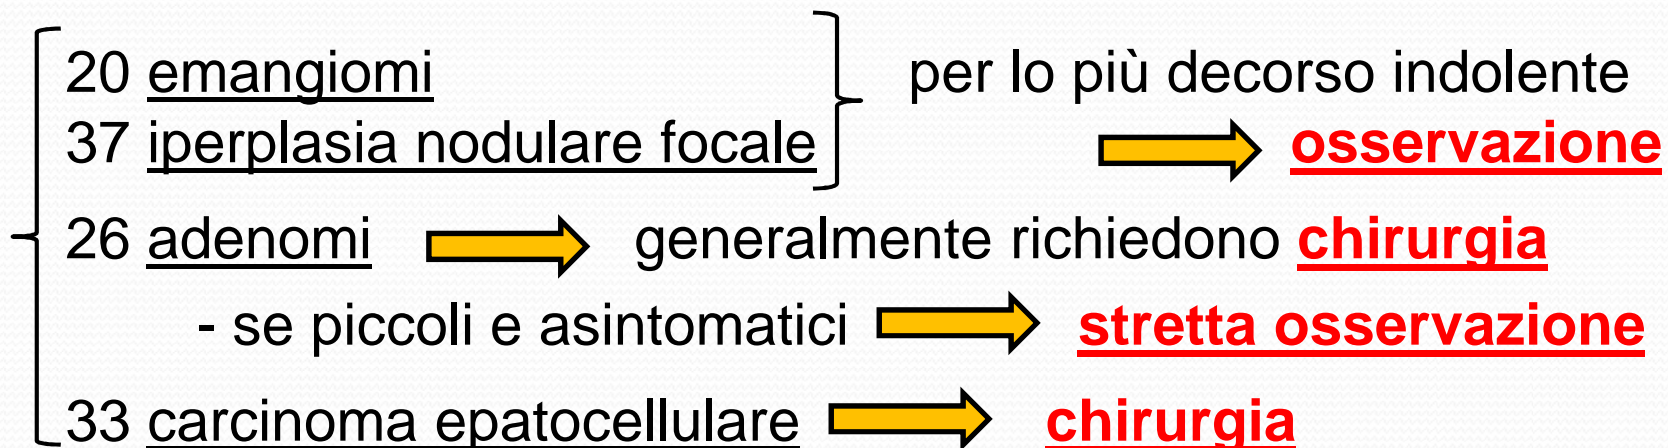 20 emangiomi per lo più decorso indolente
37 iperplasia nodulare focale osservazione
26 adenomi generalmente richiedono chirurgia
- se piccoli e asintomatici stretta osservazione
33 carcinoma epatocellulare chirurgia